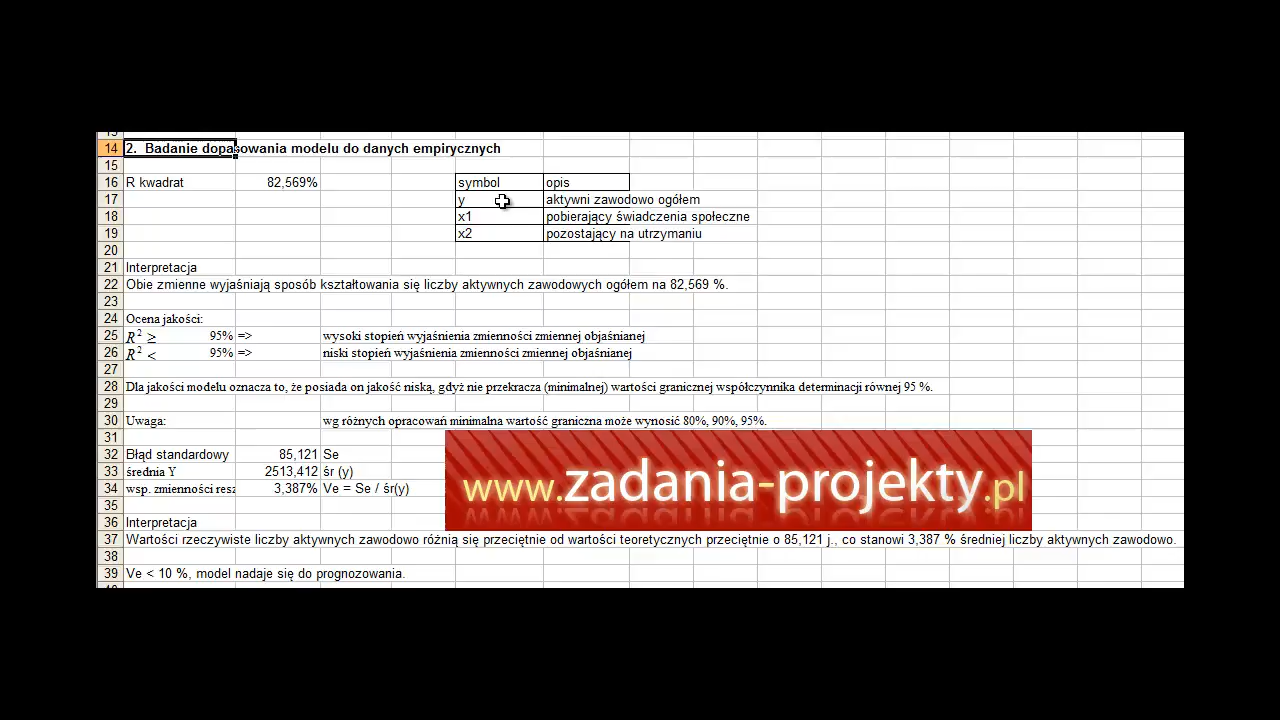 14 2. Badanie dopasowania modelu do danych empirycznych
15
16 R kwadrat 82,569% symbol opis
17 y aktywni zawodowo ogółem
18 x1 pobierający świadczenia społeczne
19 x2 pozostający na utrzymaniu
20
21 Interpretacja
22 Obie zmienne wyjaśniają sposób kształtowania się liczby aktywnych zawodowych ogółem na 82,569 %.
23
24 Ocena jakości:
25 R² ≥ 95% => wysoki stopień wyjaśnienia zmienności zmiennej objaśnianej
26 R² < 95% => niski stopień wyjaśnienia zmienności zmiennej objaśnianej
27
28 Dla jakości modelu oznacza to, że posiada on jakość niską, gdyż nie przekracza (minimalnej) wartości granicznej współczynnika determinacji równej 95 %.
29
30 Uwaga: wg różnych opracowań minimalna wartość graniczna może wynosić 80%, 90%, 95%.
31
32 Błąd standardowy 85,121 Se
33 średnia Y 2513,412 śr (y)
34 wsp. zmienności resz 3,387% Ve = Se / śr(y)
www.zadania-projekty.pl
35
36 Interpretacja
37 Wartości rzeczywiste liczby aktywnych zawodowo różnią się przeciętnie od wartości teoretycznych przeciętnie o 85,121 j., co stanowi 3,387 % średniej liczby aktywnych zawodowo.
38
39 Ve < 10 %, model nadaje się do prognozowania.